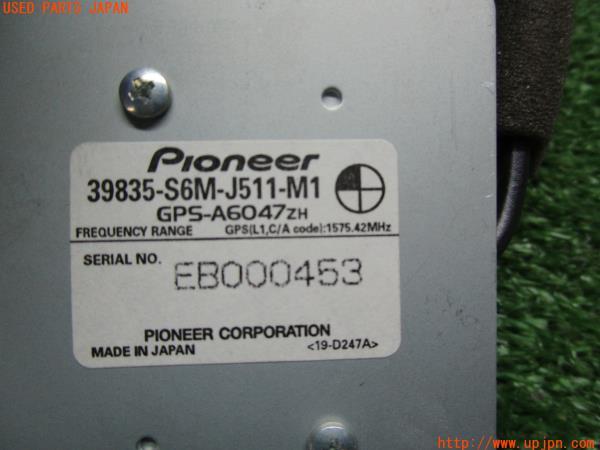 USED PARTS JAPAN
Pioneer
39835-S6M-J511-M1
GPS-A6047ZH
FREQUENCY RANGE GPS(L1,C/A code):1575.42MHz
SERIAL NO. EB000453
PIONEER CORPORATION
MADE IN JAPAN <19-D247A>
http://www.upjpn.com/